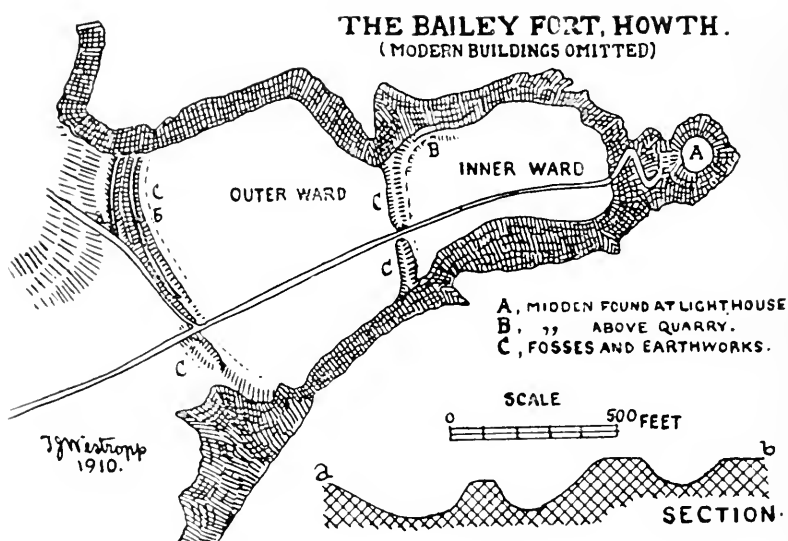 THE BAILEY FORT, HOWTH.
(MODERN BUILDINGS OMITTED)
A
B
INNER WARD
OUTER WARD
C
C
a
b
C
C
A, MIDDEN FOUND AT LIGHTHOUSE
B, ,, ABOVE QUARRY.
C, FOSSES AND EARTHWORKS.
SCALE
0 500 FEET
TJWestropp
1910.
a b
SECTION.